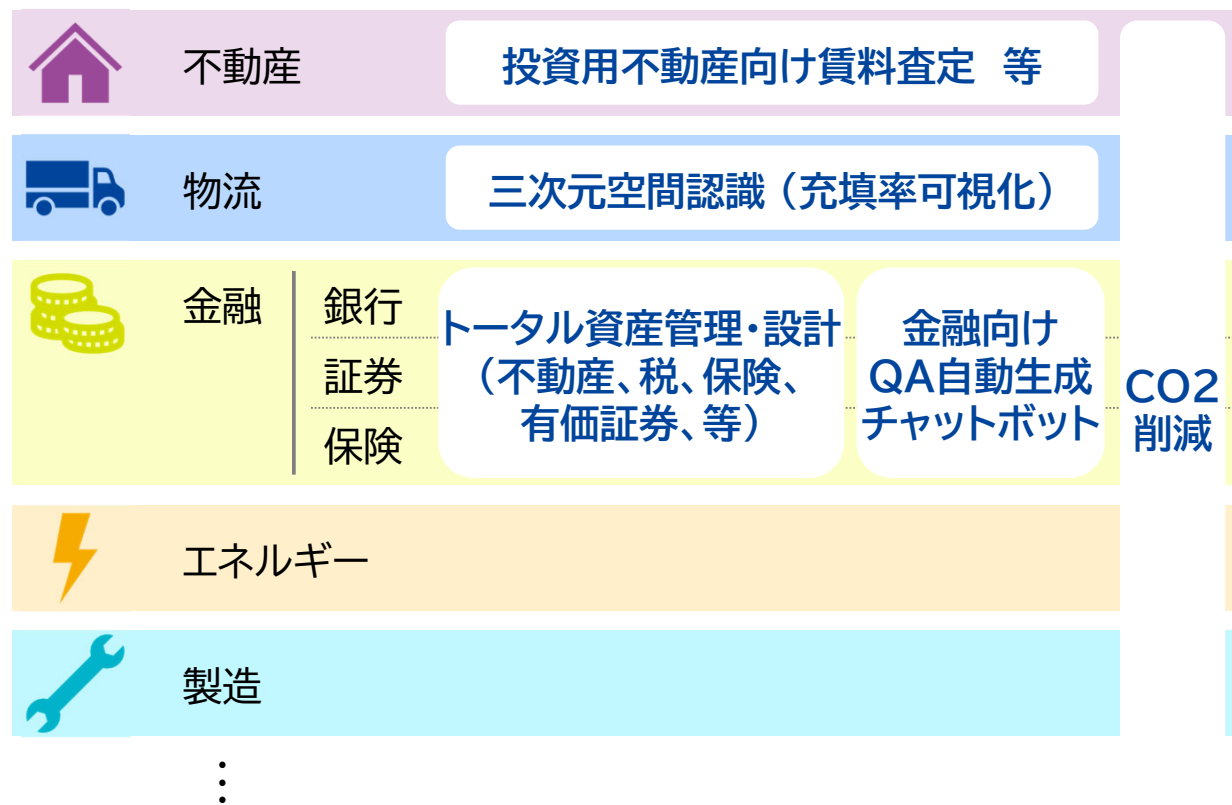 不動産
投資用不動産向け賃料査定 等
物流
三次元空間認識（充填率可視化）
金融
銀行
証券
保険
トータル資産管理・設計
（不動産、税、保険、
有価証券、等）
金融向け
QA自動生成
チャットボット
CO2
削減
エネルギー
製造
⋮